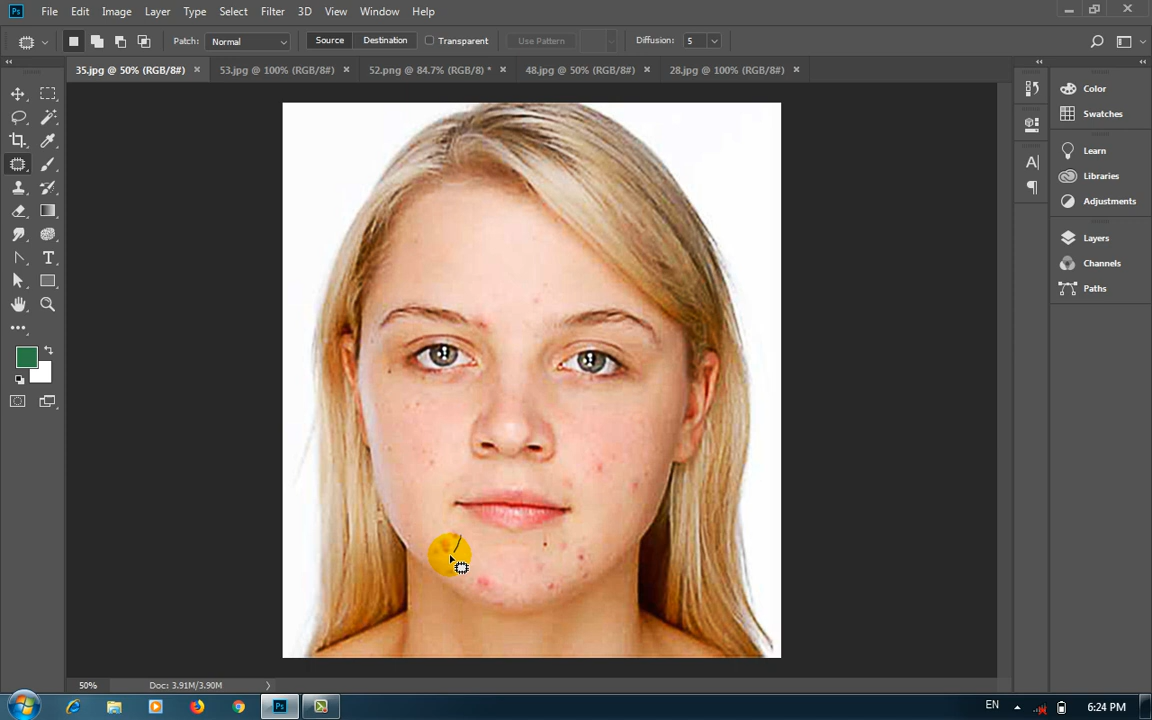 Ps File Edit Image Layer Type Select Filter 3D View Window Help
Patch: Normal Source Destination Transparent Use Pattern Diffusion: 5
35.jpg @ 50% (RGB/8#) × 53.jpg @ 100% (RGB/8#) × 52.png @ 84.7% (RGB/8) * × 48.jpg @ 50% (RGB/8#) × 28.jpg @ 100% (RGB/8#) ×
Color
Swatches
Learn
Libraries
Adjustments
Layers
Channels
Paths
50% Doc: 3.91M/3.90M
Ps EN 6:24 PM